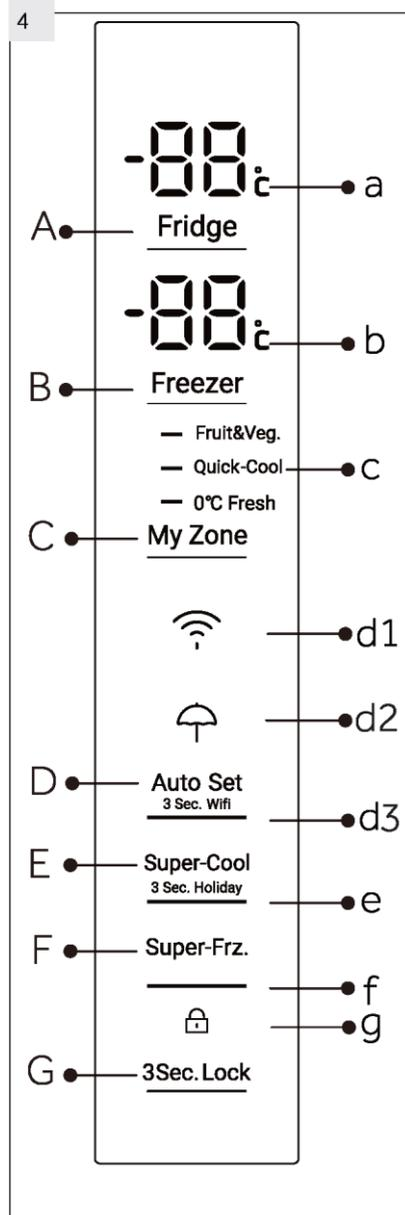 4
-88°C
a
A
Fridge
-88°C
b
B
Freezer
Fruit&Veg.
Quick-Cool
c
0°C Fresh
C
My Zone
d1
d2
D
Auto Set
3 Sec. Wifi
d3
E
Super-Cool
3 Sec. Holiday
e
F
Super-Frz.
f
g
G
3Sec.Lock